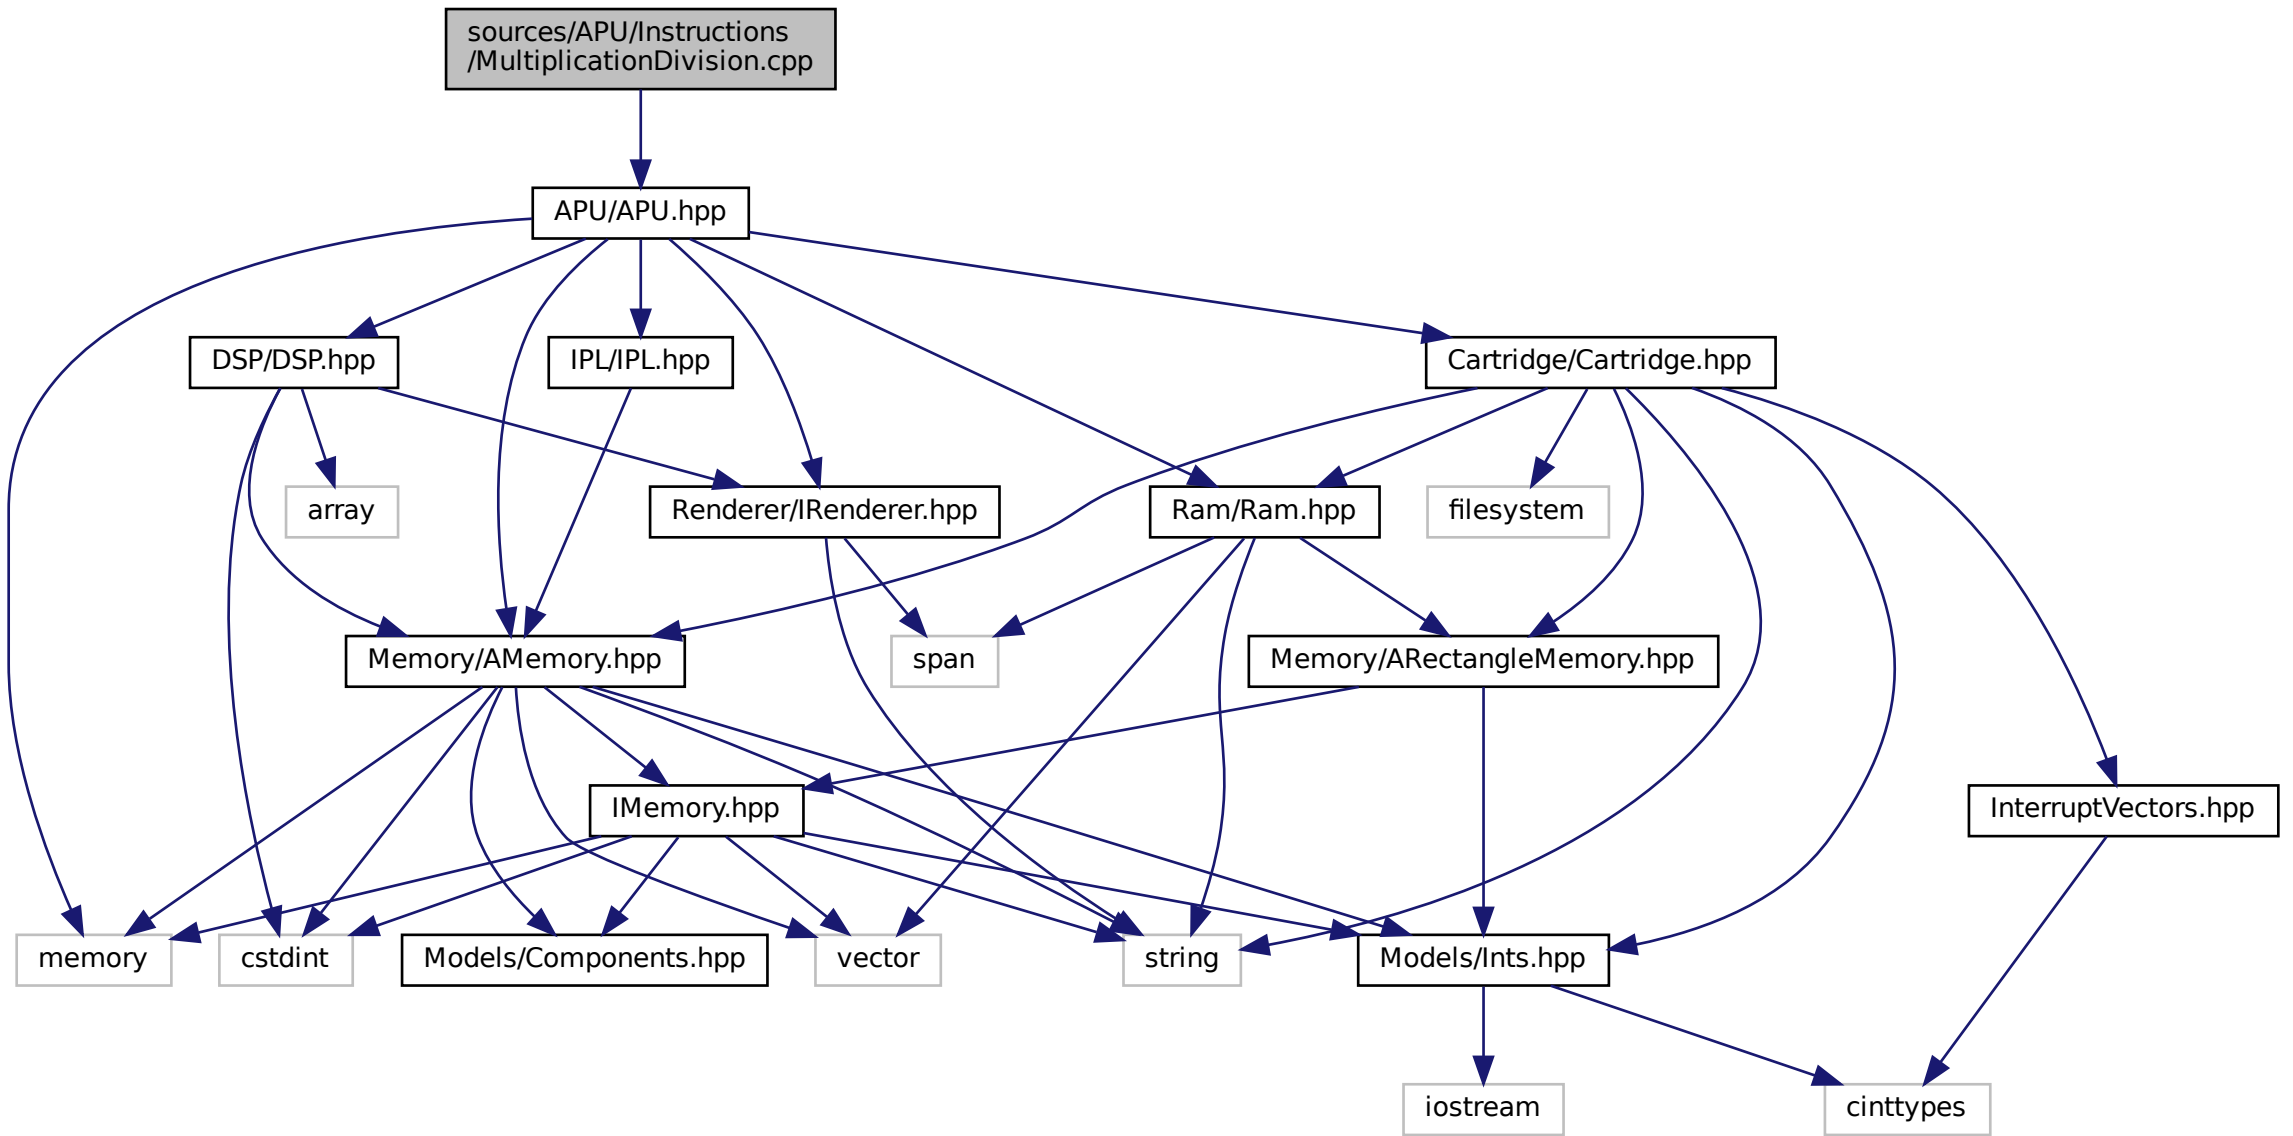 sources/APU/Instructions
/MultiplicationDivision.cpp
APU/APU.hpp
DSP/DSP.hpp
IPL/IPL.hpp
Cartridge/Cartridge.hpp
array
Renderer/IRenderer.hpp
Ram/Ram.hpp
filesystem
Memory/AMemory.hpp
span
Memory/ARectangleMemory.hpp
IMemory.hpp
InterruptVectors.hpp
memory
cstdint
Models/Components.hpp
vector
string
Models/Ints.hpp
iostream
cinttypes